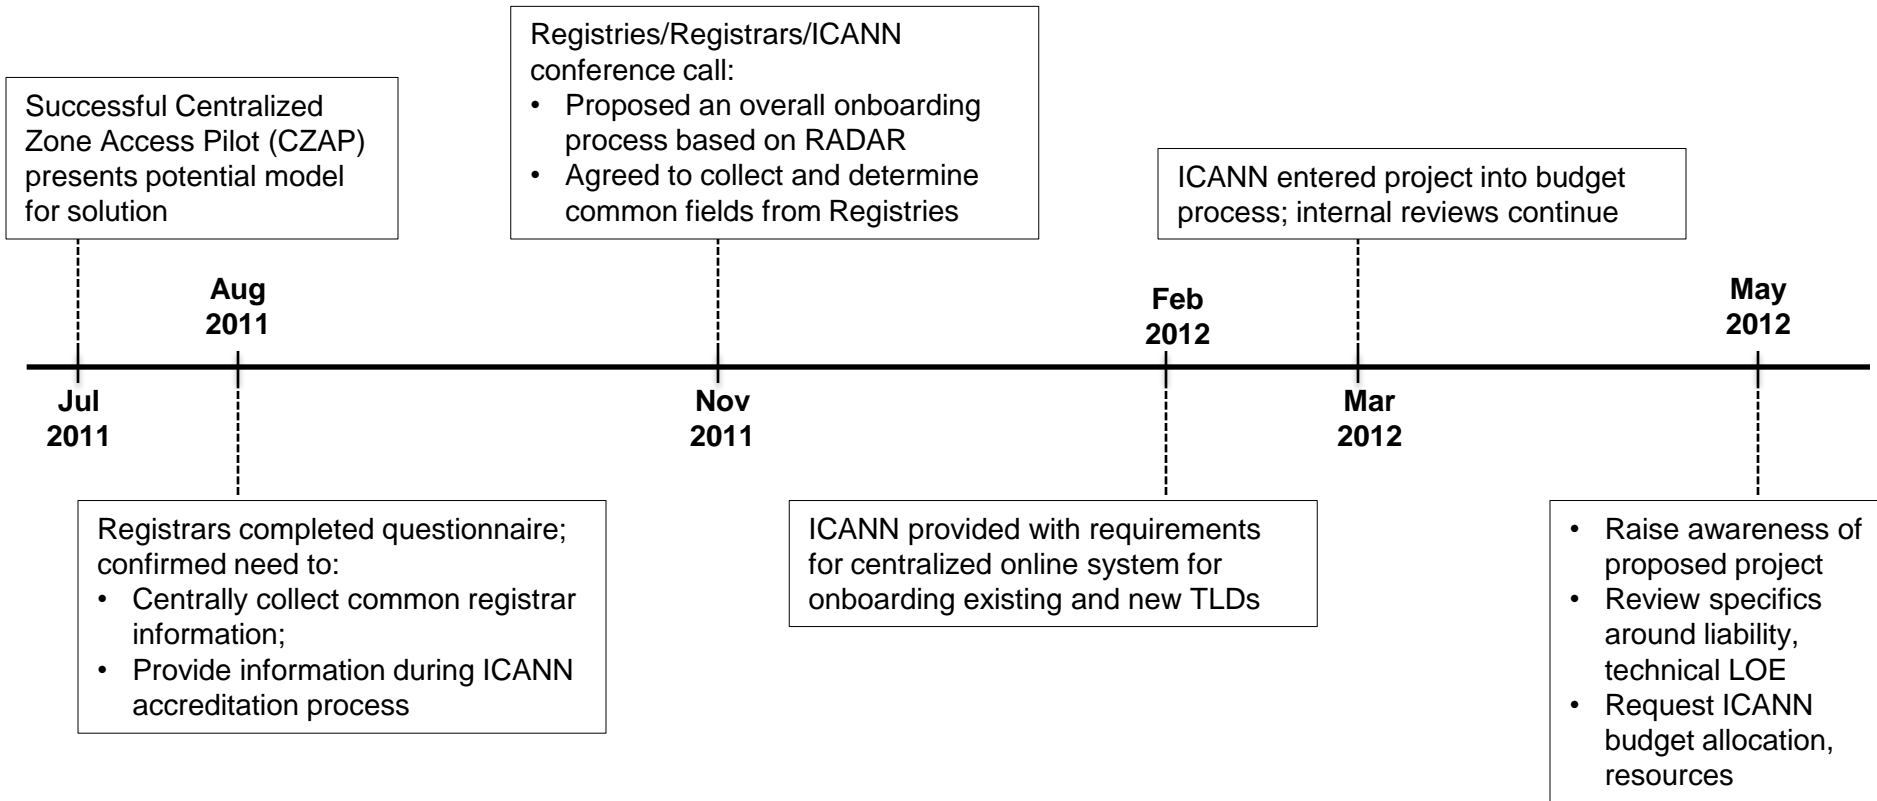 Successful Centralized
Zone Access Pilot (CZAP)
presents potential model
for solution
Registries/Registrars/ICANN
conference call:
• Proposed an overall onboarding
process based on RADAR
• Agreed to collect and determine
common fields from Registries
ICANN entered project into budget
process; internal reviews continue
Aug
2011
Feb
2012
May
2012
Jul
2011
Nov
2011
Mar
2012
Registrars completed questionnaire;
confirmed need to:
• Centrally collect common registrar
information;
• Provide information during ICANN
accreditation process
ICANN provided with requirements
for centralized online system for
onboarding existing and new TLDs
• Raise awareness of
proposed project
• Review specifics
around liability,
technical LOE
• Request ICANN
budget allocation,
resources